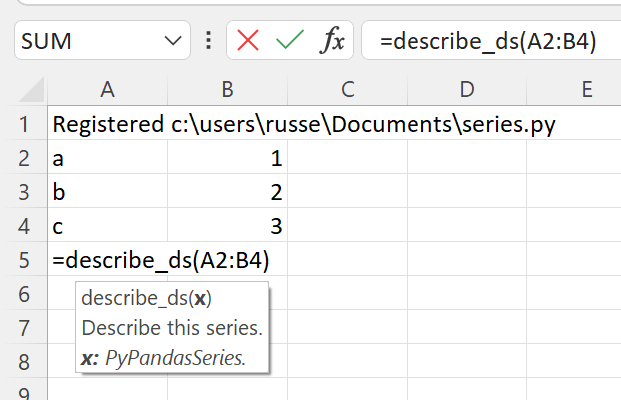 SUM fx =describe_ds(A2:B4)
A B C D E
1 Registered c:\users\russe\Documents\series.py
2 a 1
3 b 2
4 c 3
5 =describe_ds(A2:B4)
6 describe_ds(x)
7 Describe this series.
8 x: PyPandasSeries.
9